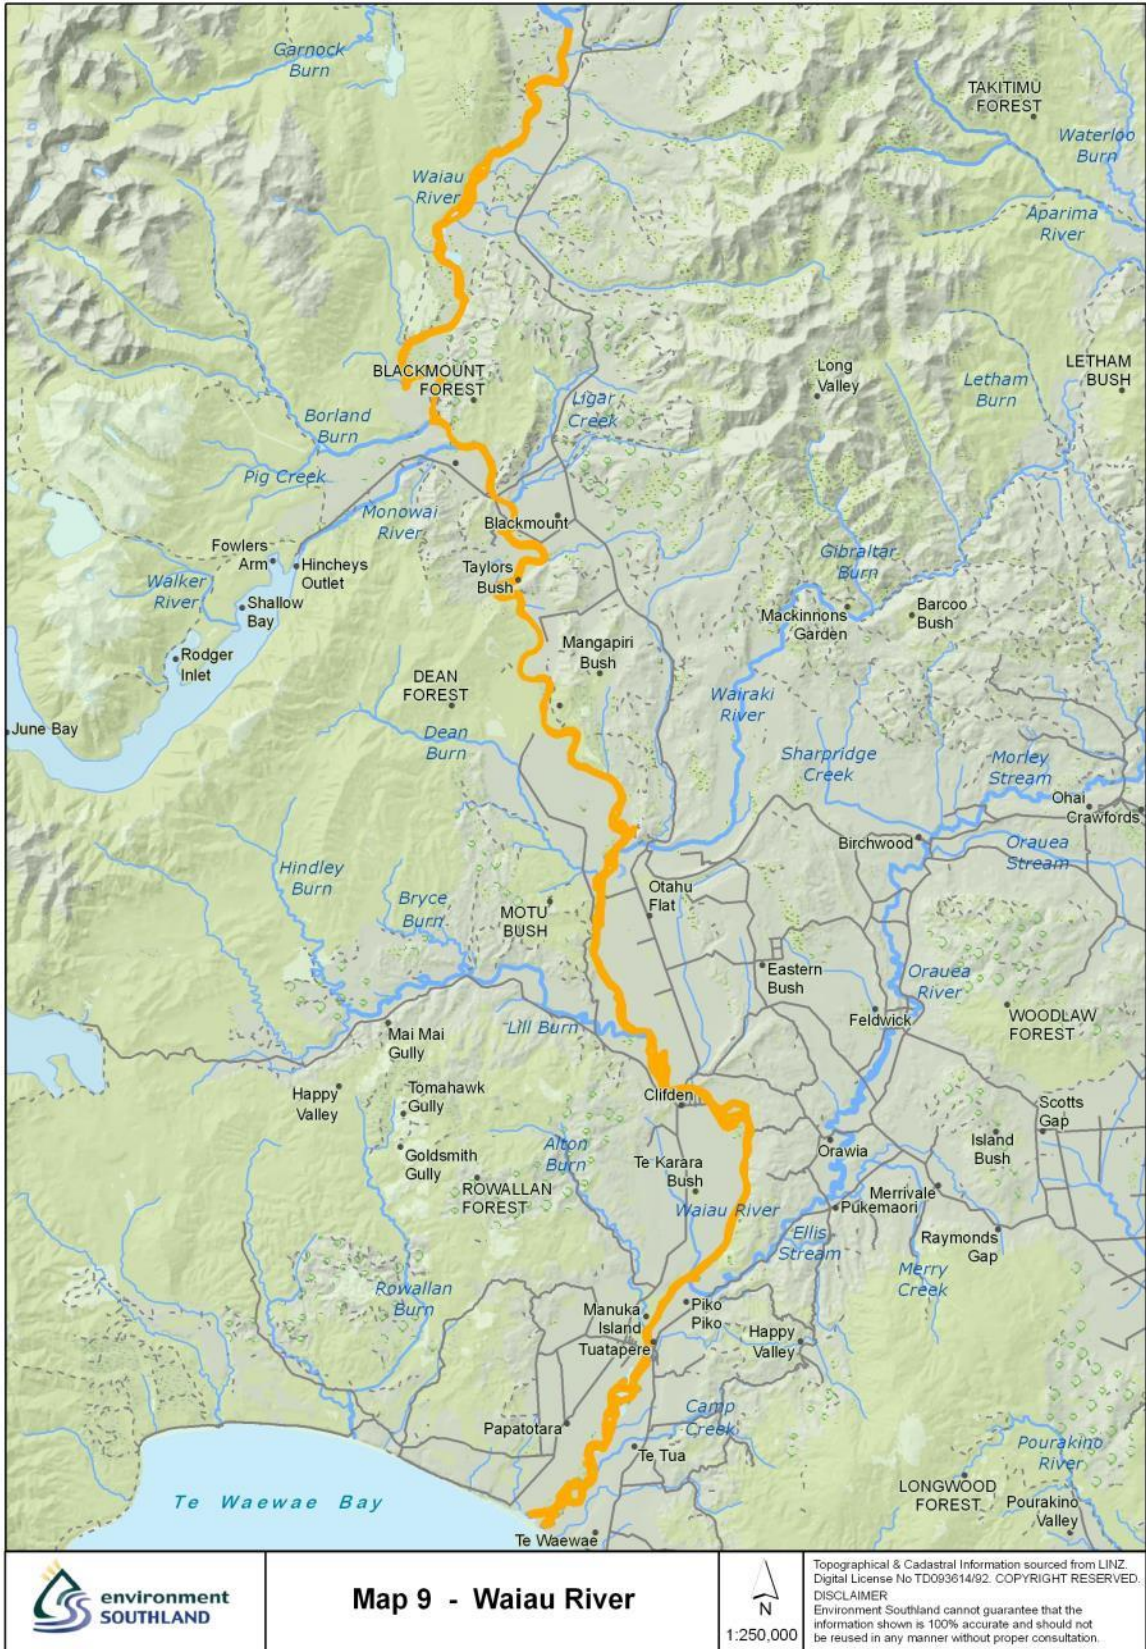 Garnock
Burn
TAKITIMU
FOREST
Waterloo
Burn
Waiau
River
Aparima
River
BLACKMOUNT
FOREST
Long
Valley
Letham
Burn
LETHAM
BUSH
Ligar
Creek
Borland
Burn
Pig Creek
Monowai
River
Blackmount
Fowlers
Arm
Hincheys
Outlet
Walker
River
Shallow
Bay
Taylors
Bush
Gibraltar
Burn
Mackinnons
Garden
Barcoo
Bush
Rodger
Inlet
Mangapiri
Bush
DEAN
FOREST
Wairaki
River
June Bay
Dean
Burn
Sharpridge
Creek
Morley
Stream
Ohai
Crawfords
Birchwood
Orauea
Stream
Hindley
Burn
Bryce
Burn
MOTU
BUSH
Otahu
Flat
Eastern
Bush
Orauea
River
Lill Burn
Feldwick
WOODLAW
FOREST
Mai Mai
Gully
Happy
Valley
Tomahawk
Gully
Clifden
Scotts
Gap
Goldsmith
Gully
Alton
Burn
Orawia
Island
Bush
ROWALLAN
FOREST
Te Karara
Bush
Merrivale
Waiau River
Pukemaori
Ellis
Stream
Raymonds
Gap
Merry
Creek
Rowallan
Burn
Manuka
Island
Piko
Piko
Tuatapere
Happy
Valley
Papatotara
Camp
Creek
Te Tua
Pourakino
River
LONGWOOD
FOREST
Pourakino
Valley
Te Waewae Bay
Te Waewae
environment
SOUTHLAND
Map 9 - Waiau River
N
1:250,000
Topographical & Cadastral Information sourced from LINZ.
Digital License No TD093614/92. COPYRIGHT RESERVED.
DISCLAIMER
Environment Southland cannot guarantee that the
information shown is 100% accurate and should not
be reused in any manner without proper consultation.